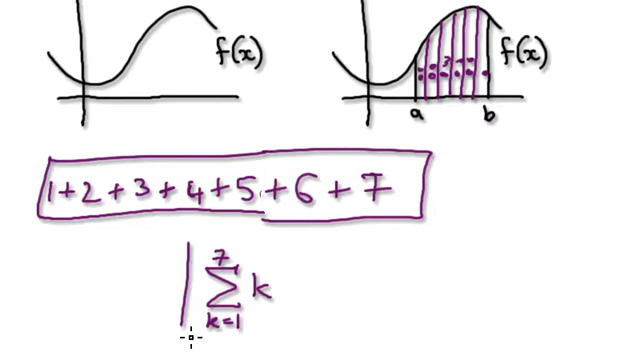 f(x)
f(x)
a b
1+2+3+4+5+6+7
7
∑ k
k=1